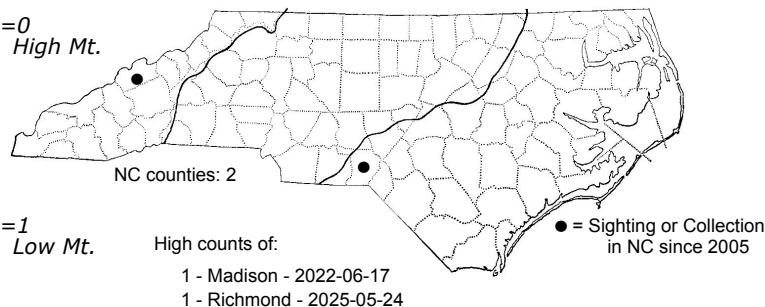 =0
High Mt.
NC counties: 2
=1
Low Mt.
High counts of:
1 - Madison - 2022-06-17
1 - Richmond - 2025-05-24
● = Sighting or Collection
in NC since 2005